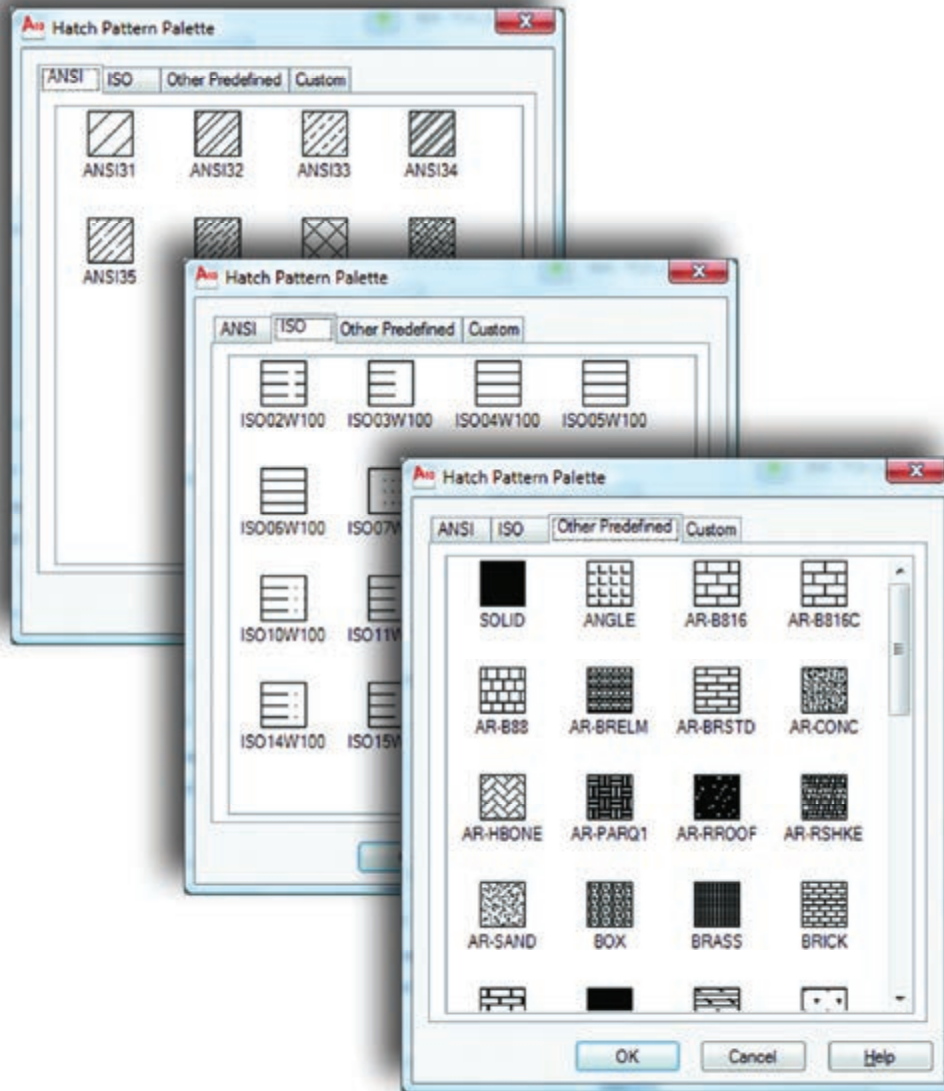 Hatch Pattern Palette
ANSI ISO Other Predefined Custom
ANSI31 ANSI32 ANSI33 ANSI34
ANSI35
Hatch Pattern Palette
ANSI ISO Other Predefined Custom
ISO02W100 ISO03W100 ISO04W100 ISO05W100
ISO06W100 ISO07W
ISO10W100 ISO11W
ISO14W100 ISO15W
Hatch Pattern Palette
ANSI ISO Other Predefined Custom
SOLID ANGLE AR-B816 AR-B816C
AR-B88 AR-BRELM AR-BRSTD AR-CONC
AR-HBONE AR-PARQ1 AR-RROOF AR-RSHKE
AR-SAND BOX BRASS BRICK
OK Cancel Help